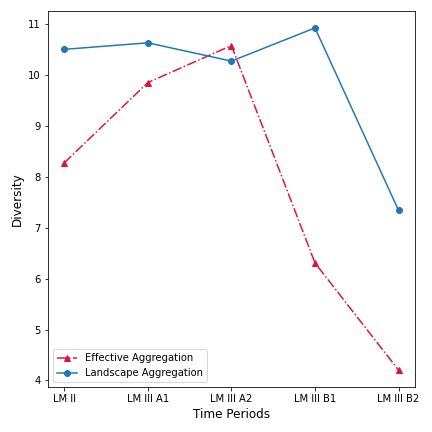 11
10
9
8
7
6
5
4
Diversity
Effective Aggregation
Landscape Aggregation
LM II LM III A1 LM III A2 LM III B1 LM III B2
Time Periods